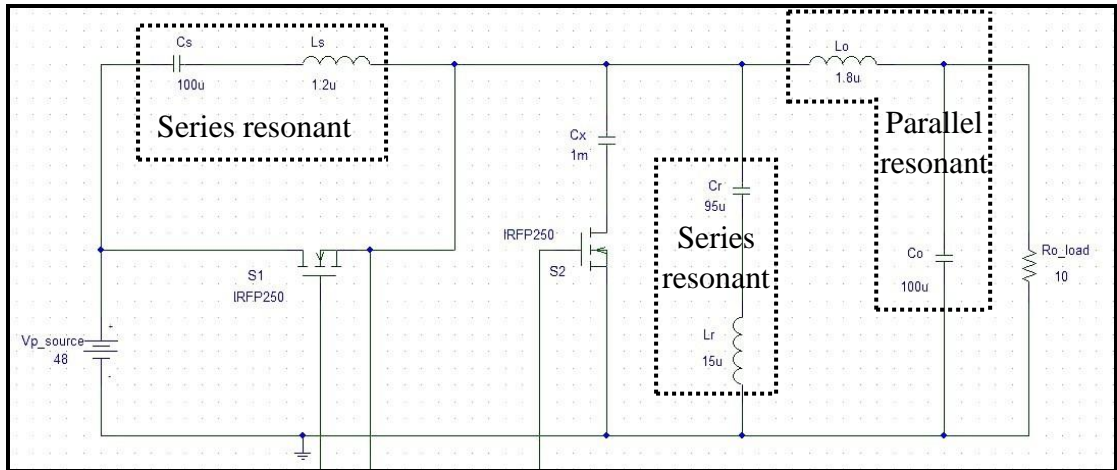 Cs
100u
Ls
1.2u
Series resonant
Lo
1.8u
Parallel
resonant
Cx
1m
Cr
95u
Series
resonant
IRFP250
S2
S1
IRFP250
Co
100u
Ro_load
10
Vp_source
48
+
-
Lr
15u